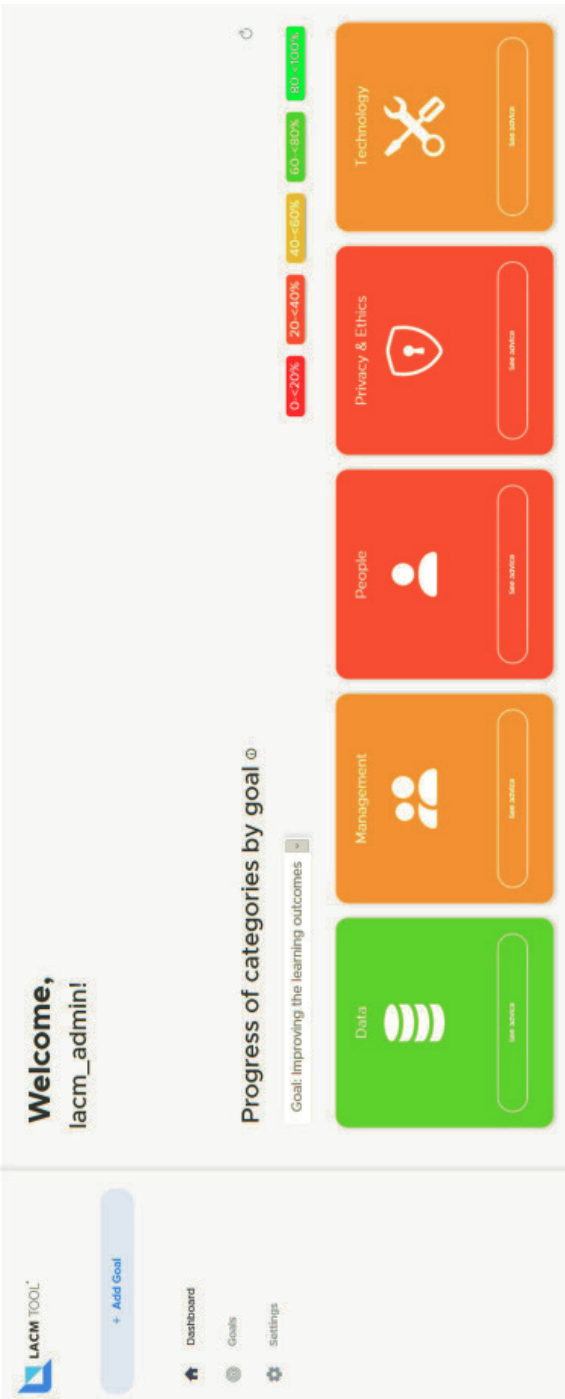 LACM TOOL
+ Add Goal
Dashboard
Goals
Settings
Welcome,
lacm_admin!
Progress of categories by goal
Goal: Improving the learning outcomes
0-<20%
20-<40%
40-<60%
60-<80%
80 <100%
Data
See advice
Management
See advice
People
See advice
Privacy & Ethics
See advice
Technology
See advice